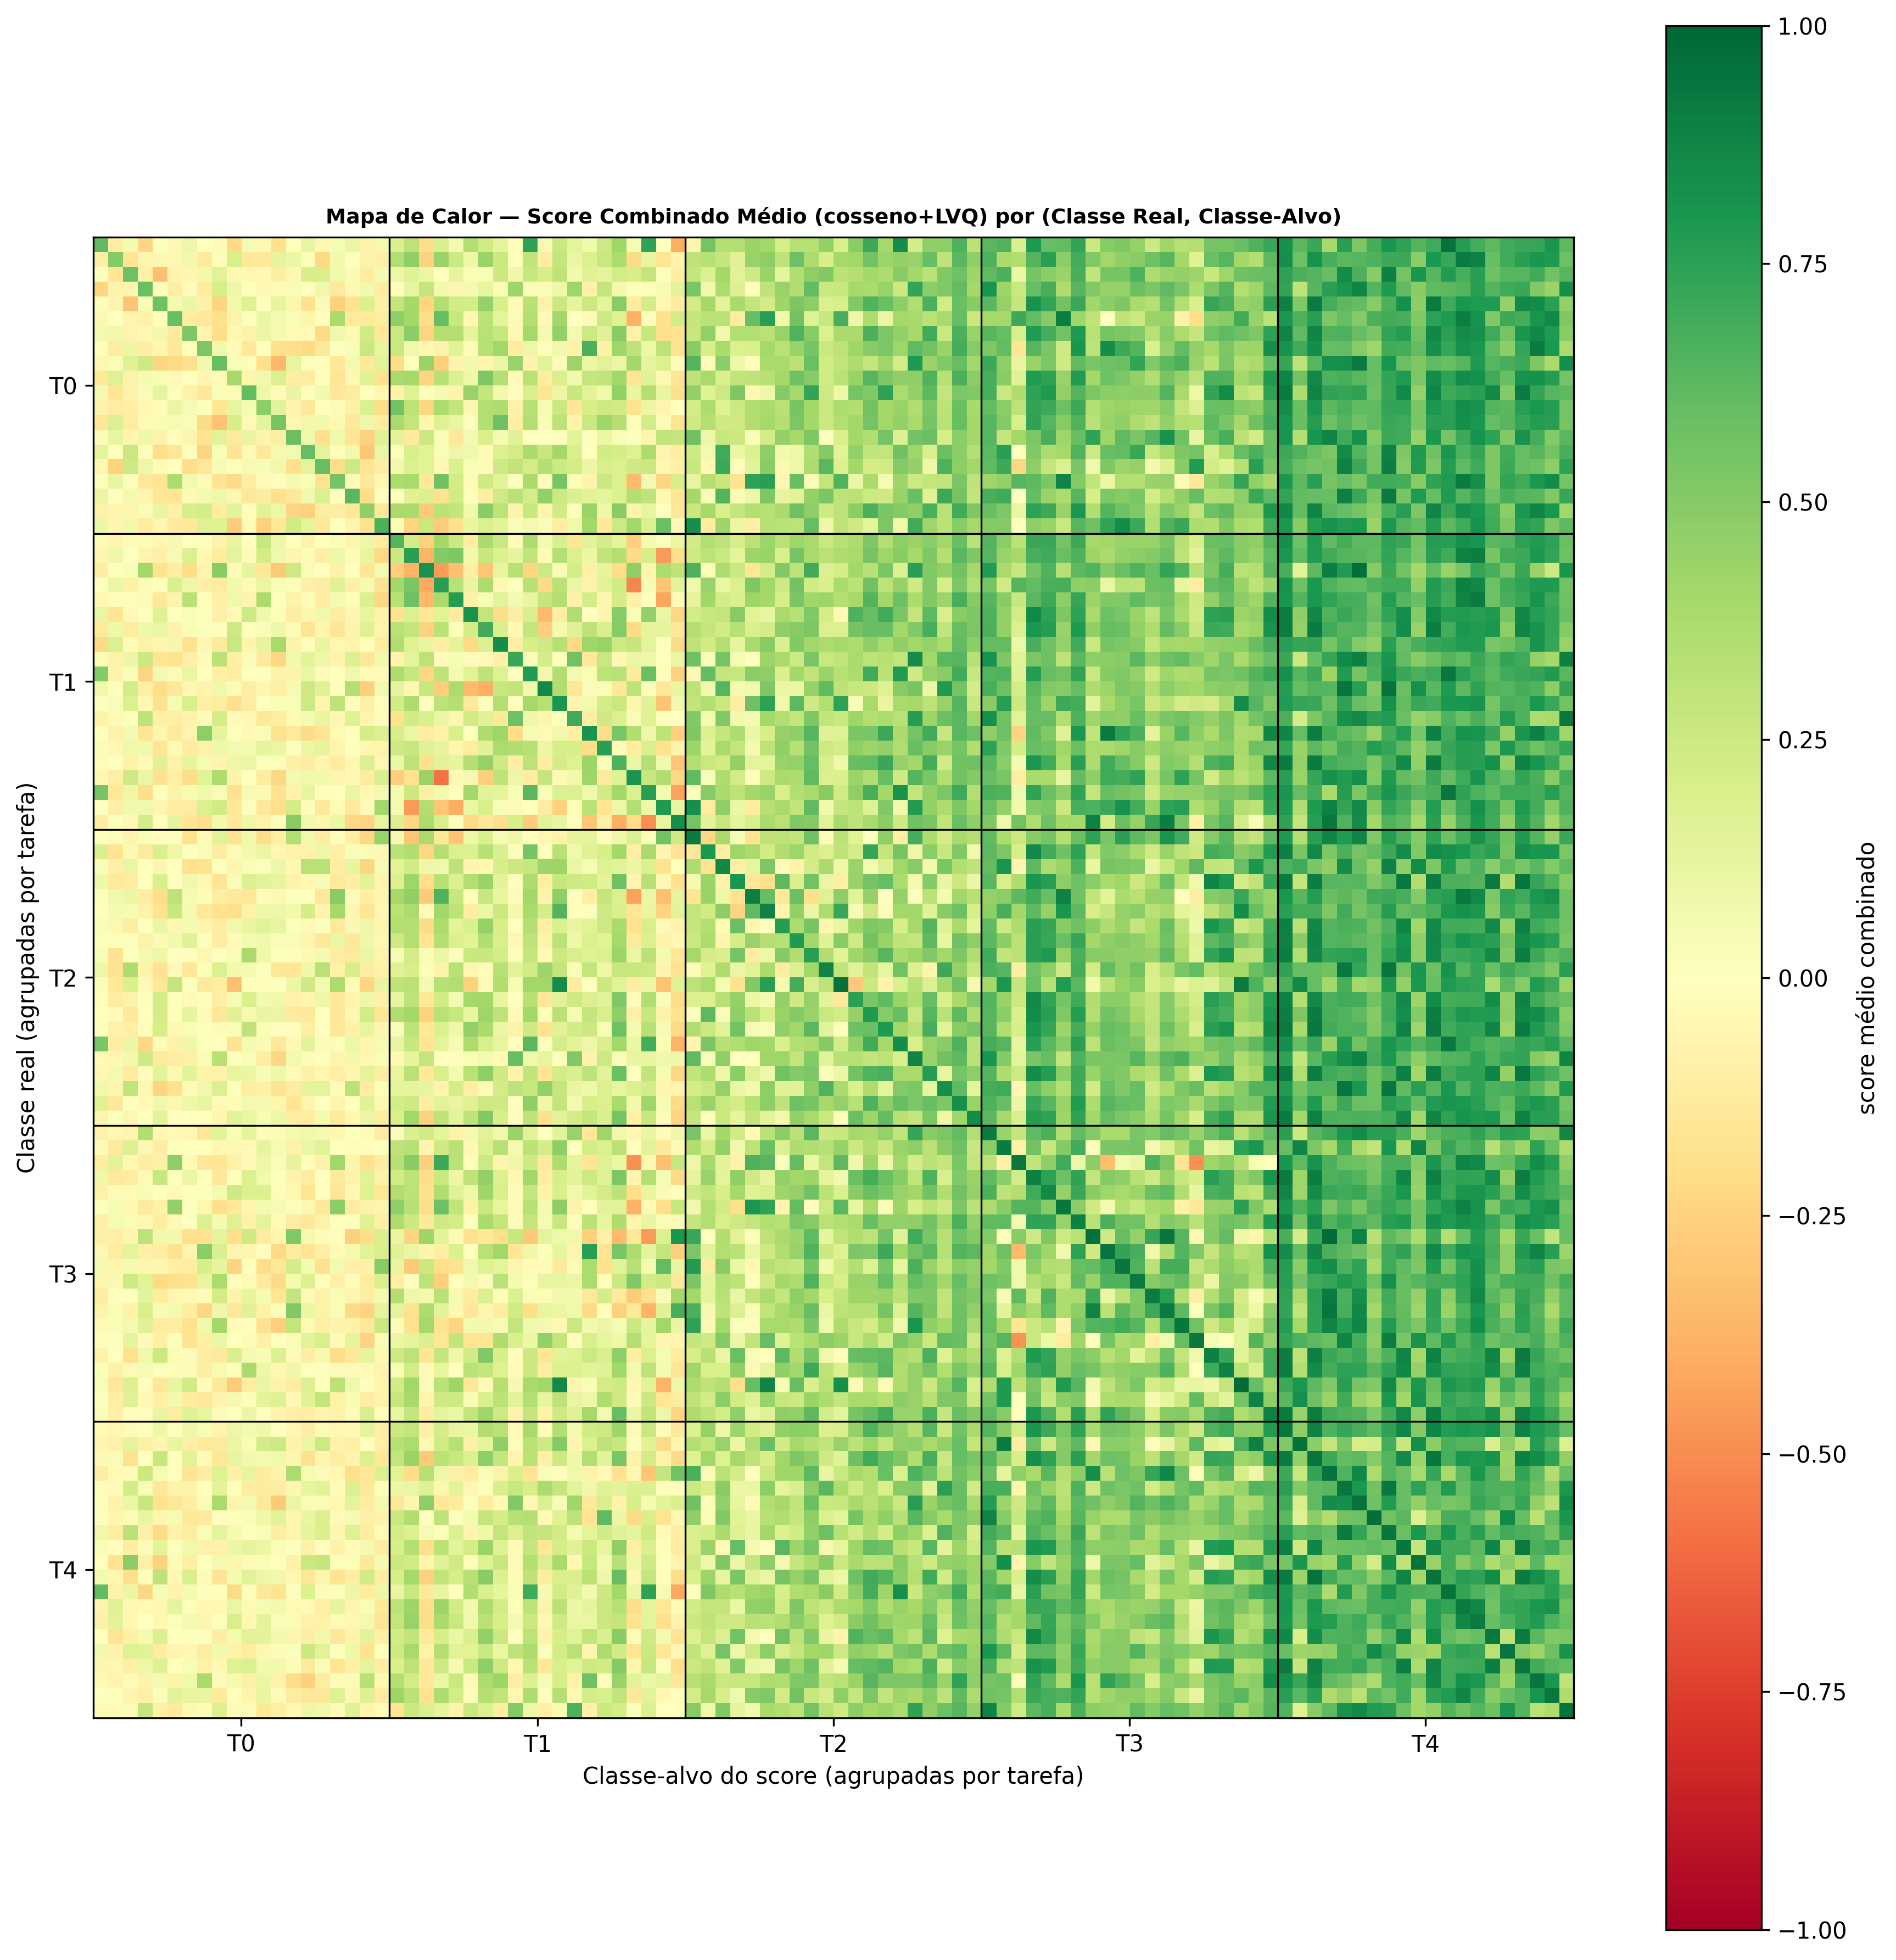 Mapa de Calor — Score Combinado Médio (cosseno+LVQ) por (Classe Real, Classe-Alvo)
Classe real (agrupadas por tarefa)
T0
T1
T2
T3
T4
T0 T1 T2 T3 T4
Classe-alvo do score (agrupadas por tarefa)
1.00
0.75
0.50
0.25
0.00
−0.25
−0.50
−0.75
−1.00
score médio combinado